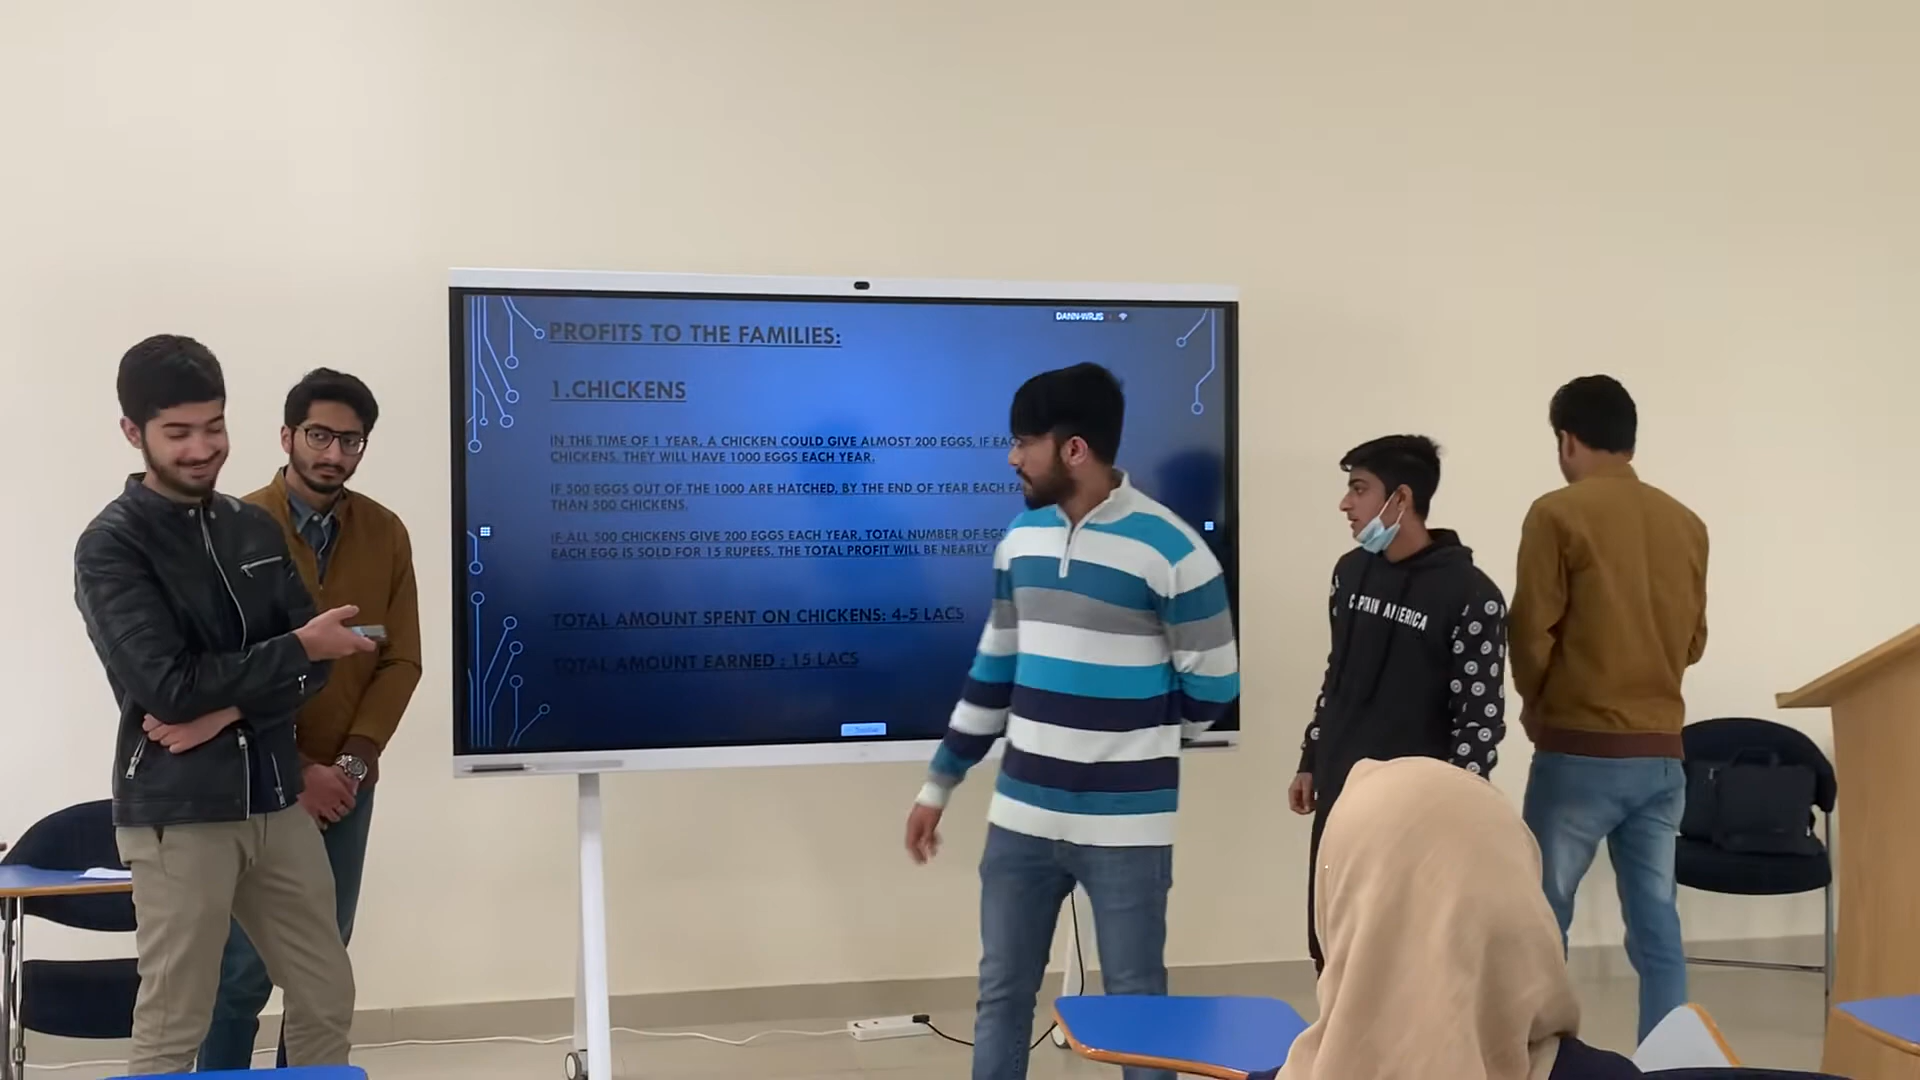 DANN-WRJS
PROFITS TO THE FAMILIES:
1.CHICKENS
IN THE TIME OF 1 YEAR, A CHICKEN COULD GIVE ALMOST 200 EGGS. IF
CHICKENS. THEY WILL HAVE 1000 EGGS EACH YEAR.
IF 500 EGGS OUT OF THE 1000 ARE HATCHED, BY THE END OF YEAR EACH
THAN 500 CHICKENS.
IF ALL 500 CHICKENS GIVE 200 EGGS EACH YEAR. TOTAL NUMBER OF
EACH EGG IS SOLD FOR 15 RUPEES. THE TOTAL PROFIT WILL BE NEARLY
TOTAL AMOUNT SPENT ON CHICKENS: 4-5 LACS
TOTAL AMOUNT EARNED : 15 LACS
CAPTAIN AMERICA